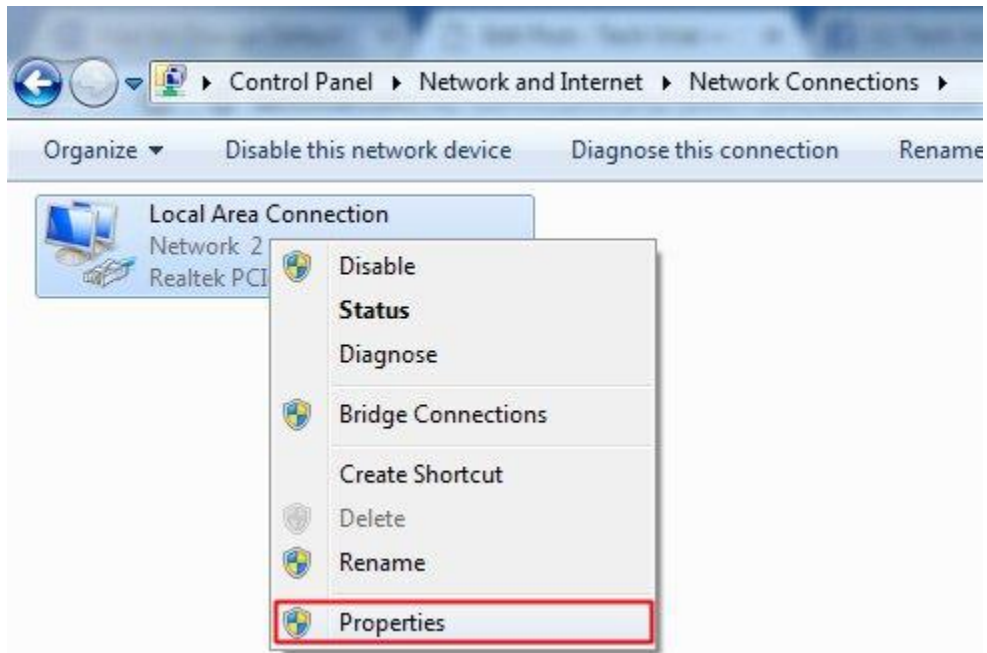 Control Panel ▸ Network and Internet ▸ Network Connections ▸
Organize ▾ Disable this network device Diagnose this connection Rename
Local Area Connection
Network 2
Realtek PCI
Disable
Status
Diagnose
Bridge Connections
Create Shortcut
Delete
Rename
Properties